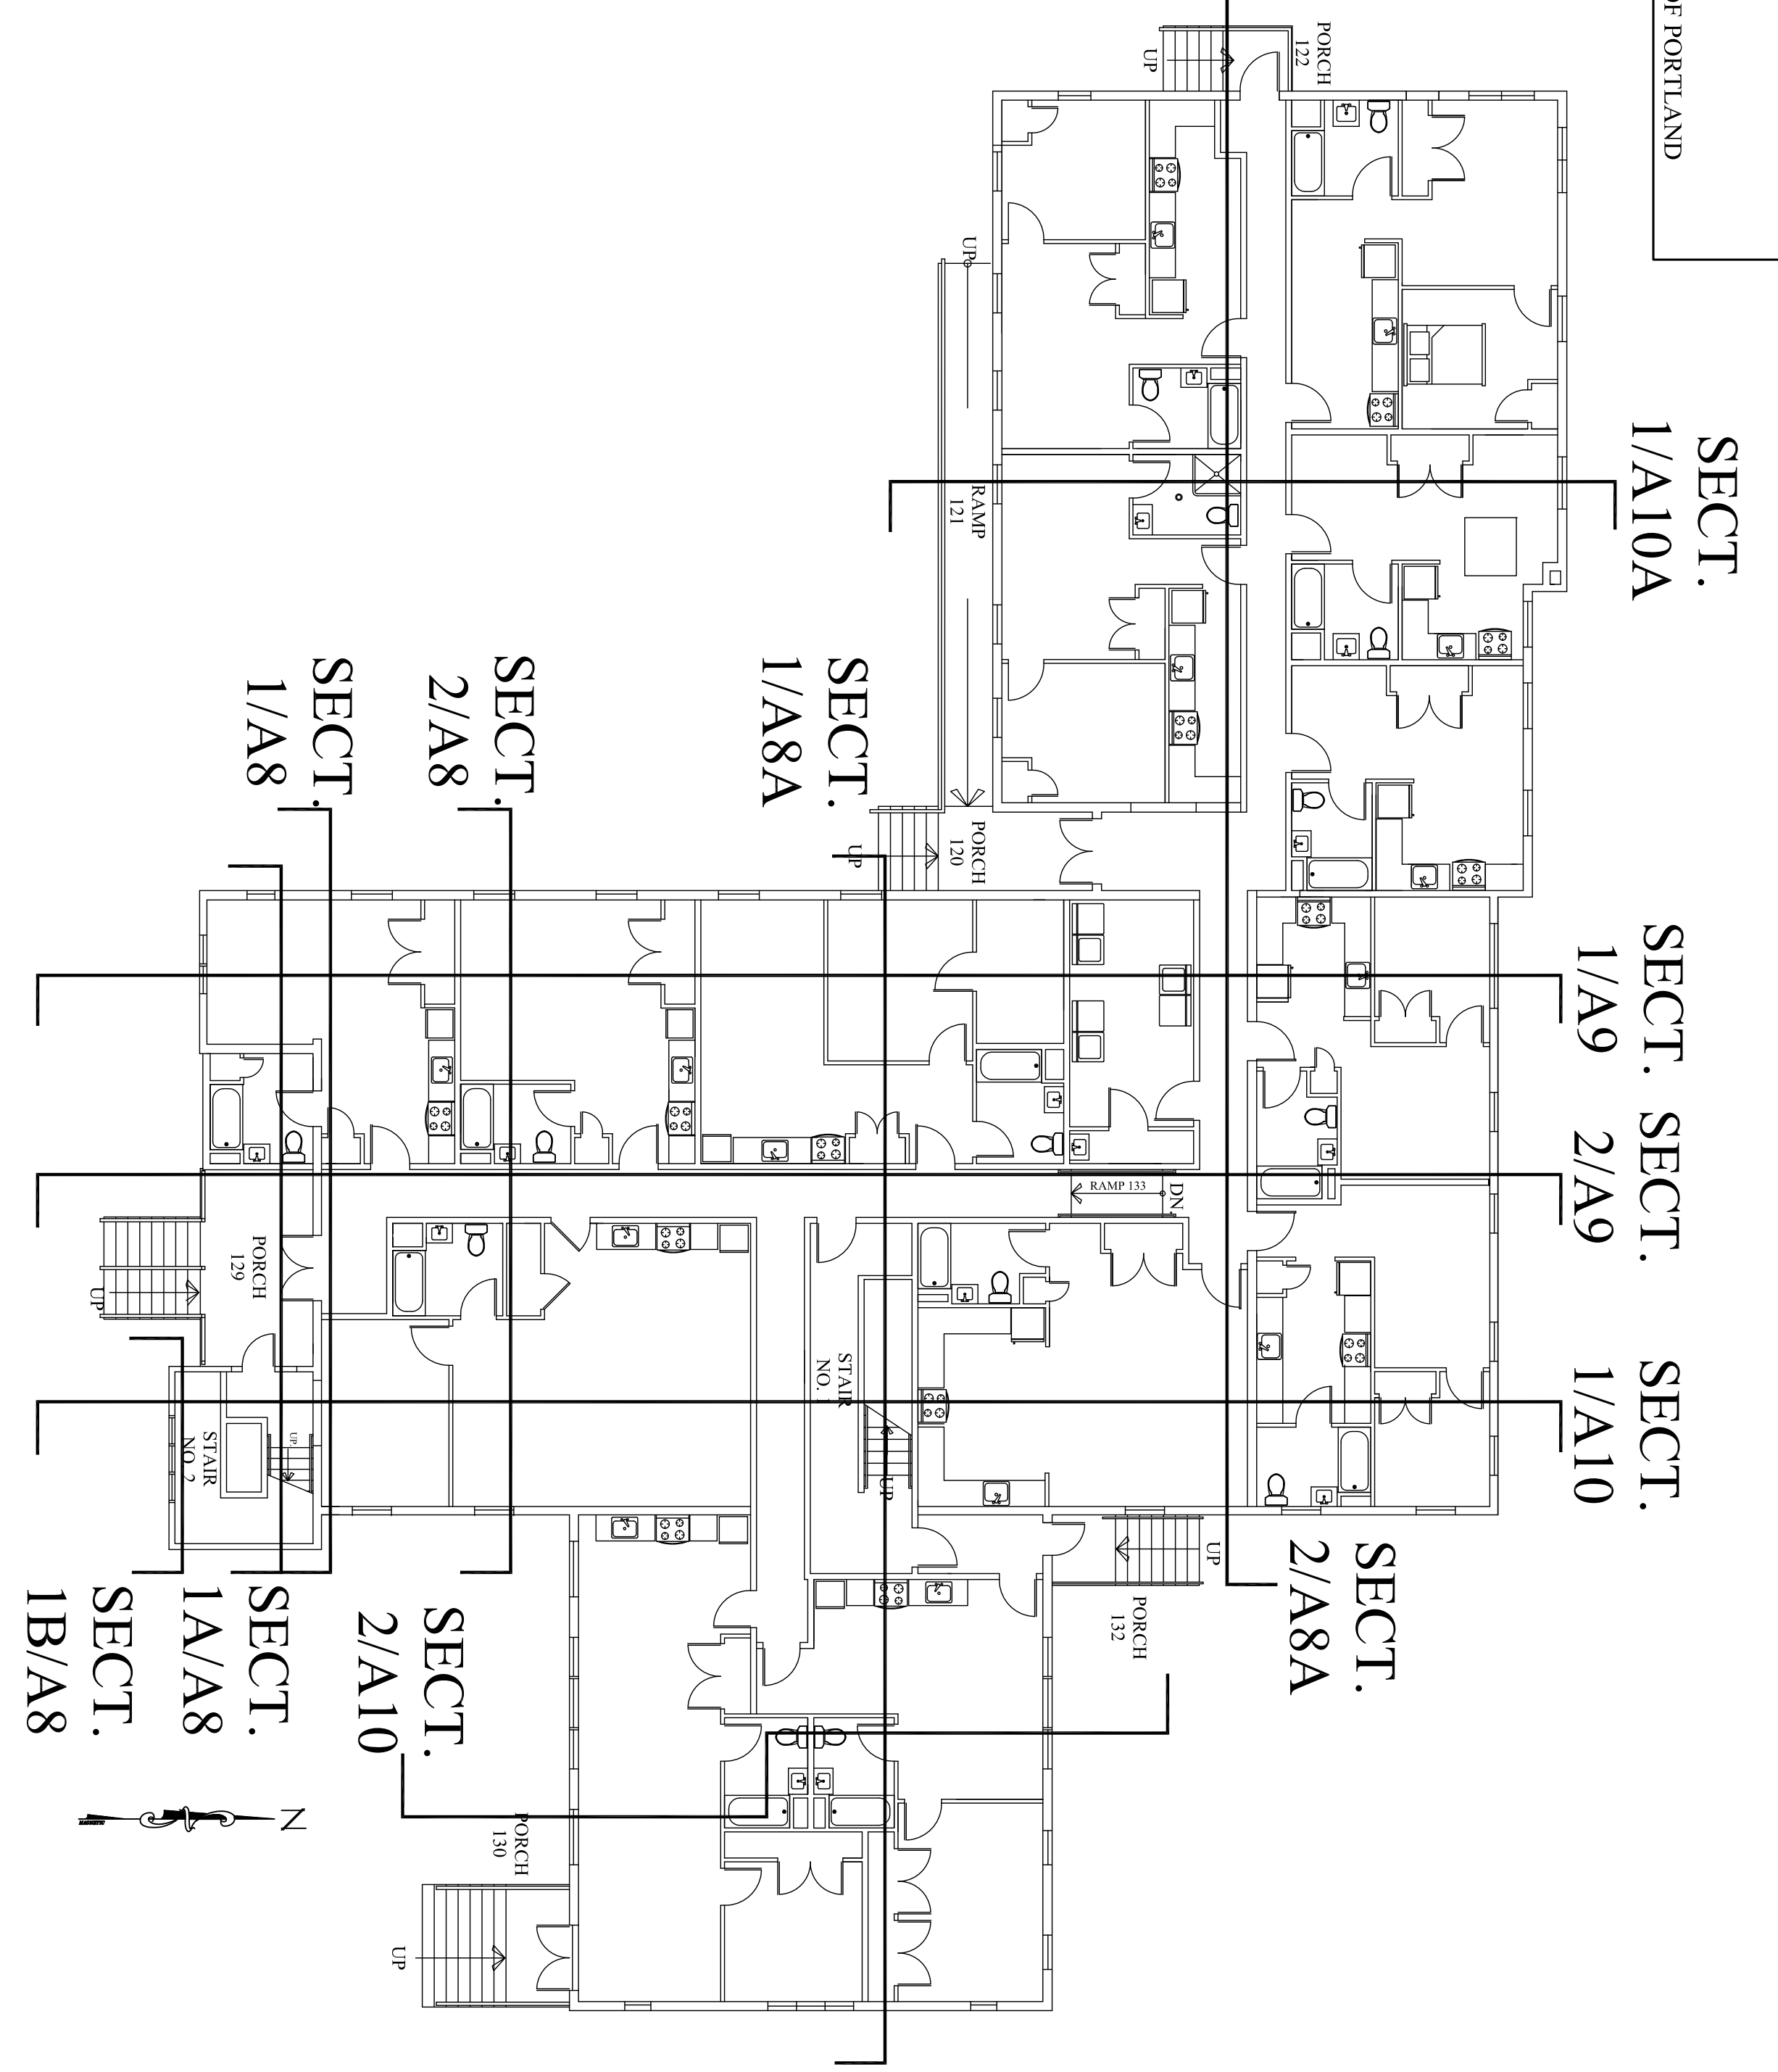 OF PORTLAND
PORCH
122
UP
SECT.
1/A10A
UP
RAMP
121
SECT.
1/A8
SECT.
2/A8
SECT.
1/A8A
PORCH
120
UP
SECT.
1/A9
SECT.
2/A9
SECT.
1/A10
RAMP 133
DN.
PORCH
129
UP
STAIR
NO. 2
UP.
STAIR
NO.
UP
UP
PORCH
132
SECT.
2/A8A
SECT.
1B/A8
SECT.
1A/A8
SECT.
2/A10
PORCH
130
UP
N